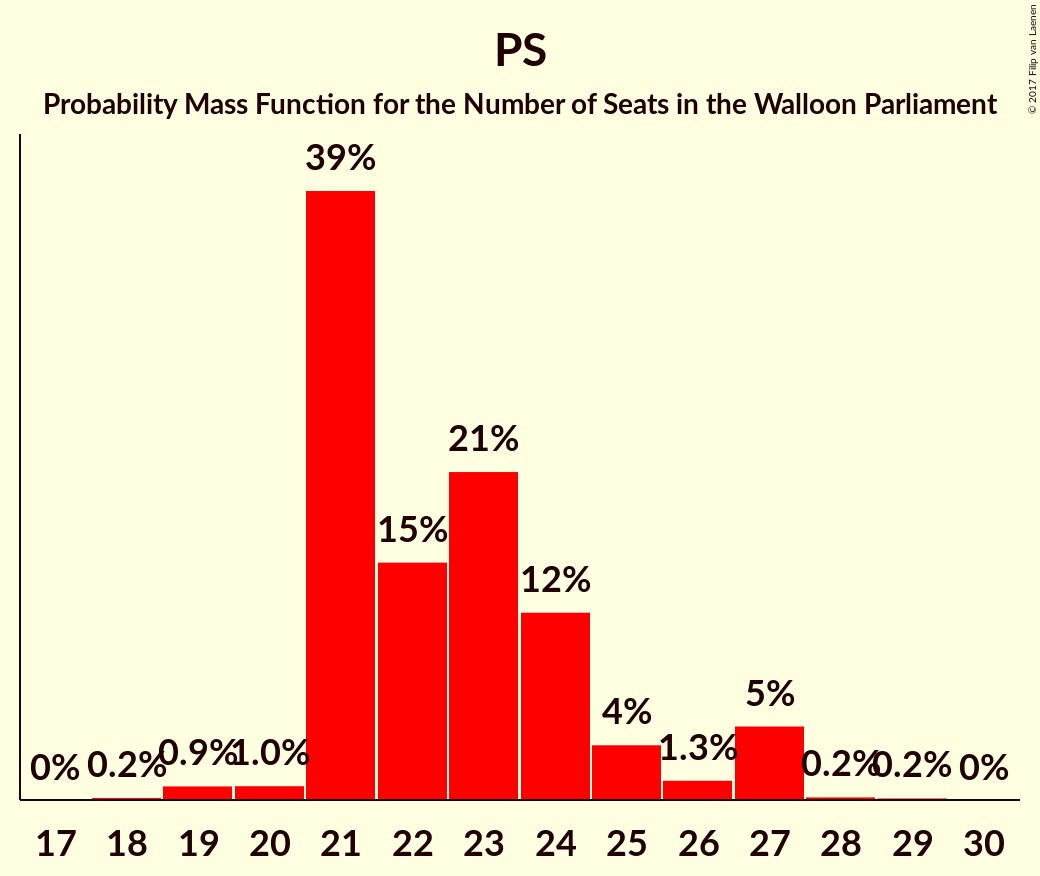 PS
Probability Mass Function for the Number of Seats in the Walloon Parliament
© 2017 Filip van Laenen
0% 0.2% 0.9% 1.0% 39% 15% 21% 12% 4% 1.3% 5% 0.2% 0.2% 0%
17 18 19 20 21 22 23 24 25 26 27 28 29 30